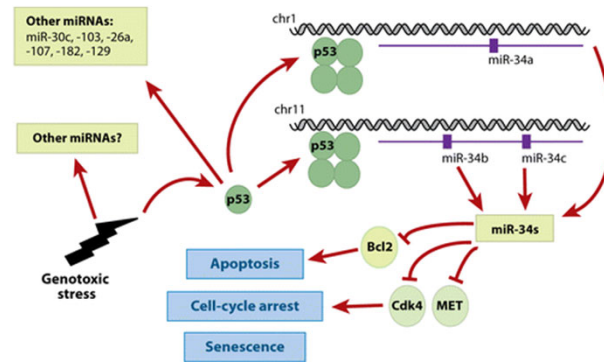 Other miRNAs:
miR-30c, -103, -26a,
-107, -182, -129
chr1
p53
miR-34a
Other miRNAs?
chr11
p53
miR-34b
miR-34c
p53
miR-34s
Bcl2
Genotoxic
stress
Apoptosis
Cell-cycle arrest
Cdk4
MET
Senescence